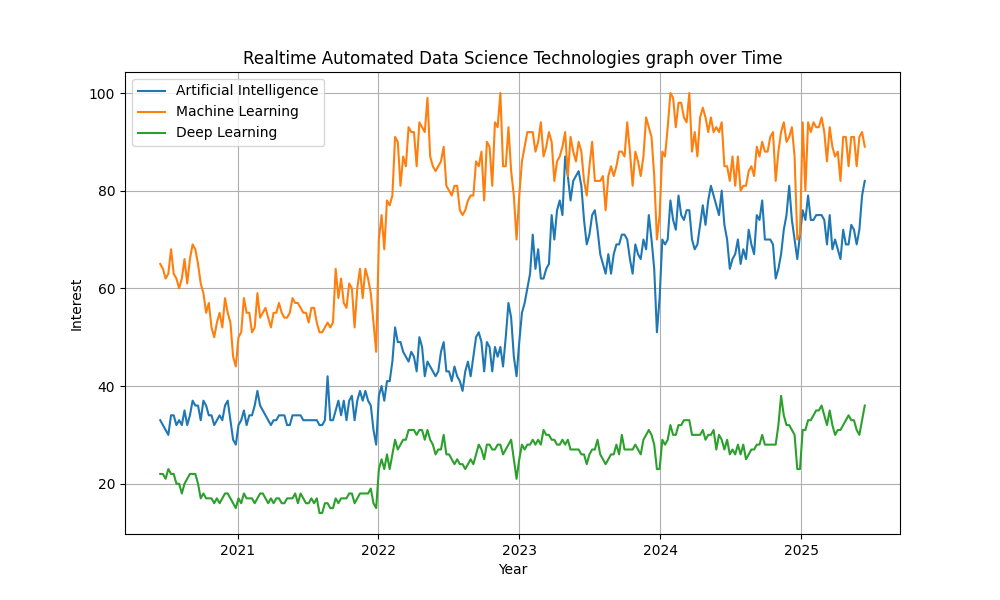 Realtime Automated Data Science Technologies graph over Time
Artificial Intelligence
Machine Learning
Deep Learning
100
80
60
40
20
Interest
2021 2022 2023 2024 2025
Year